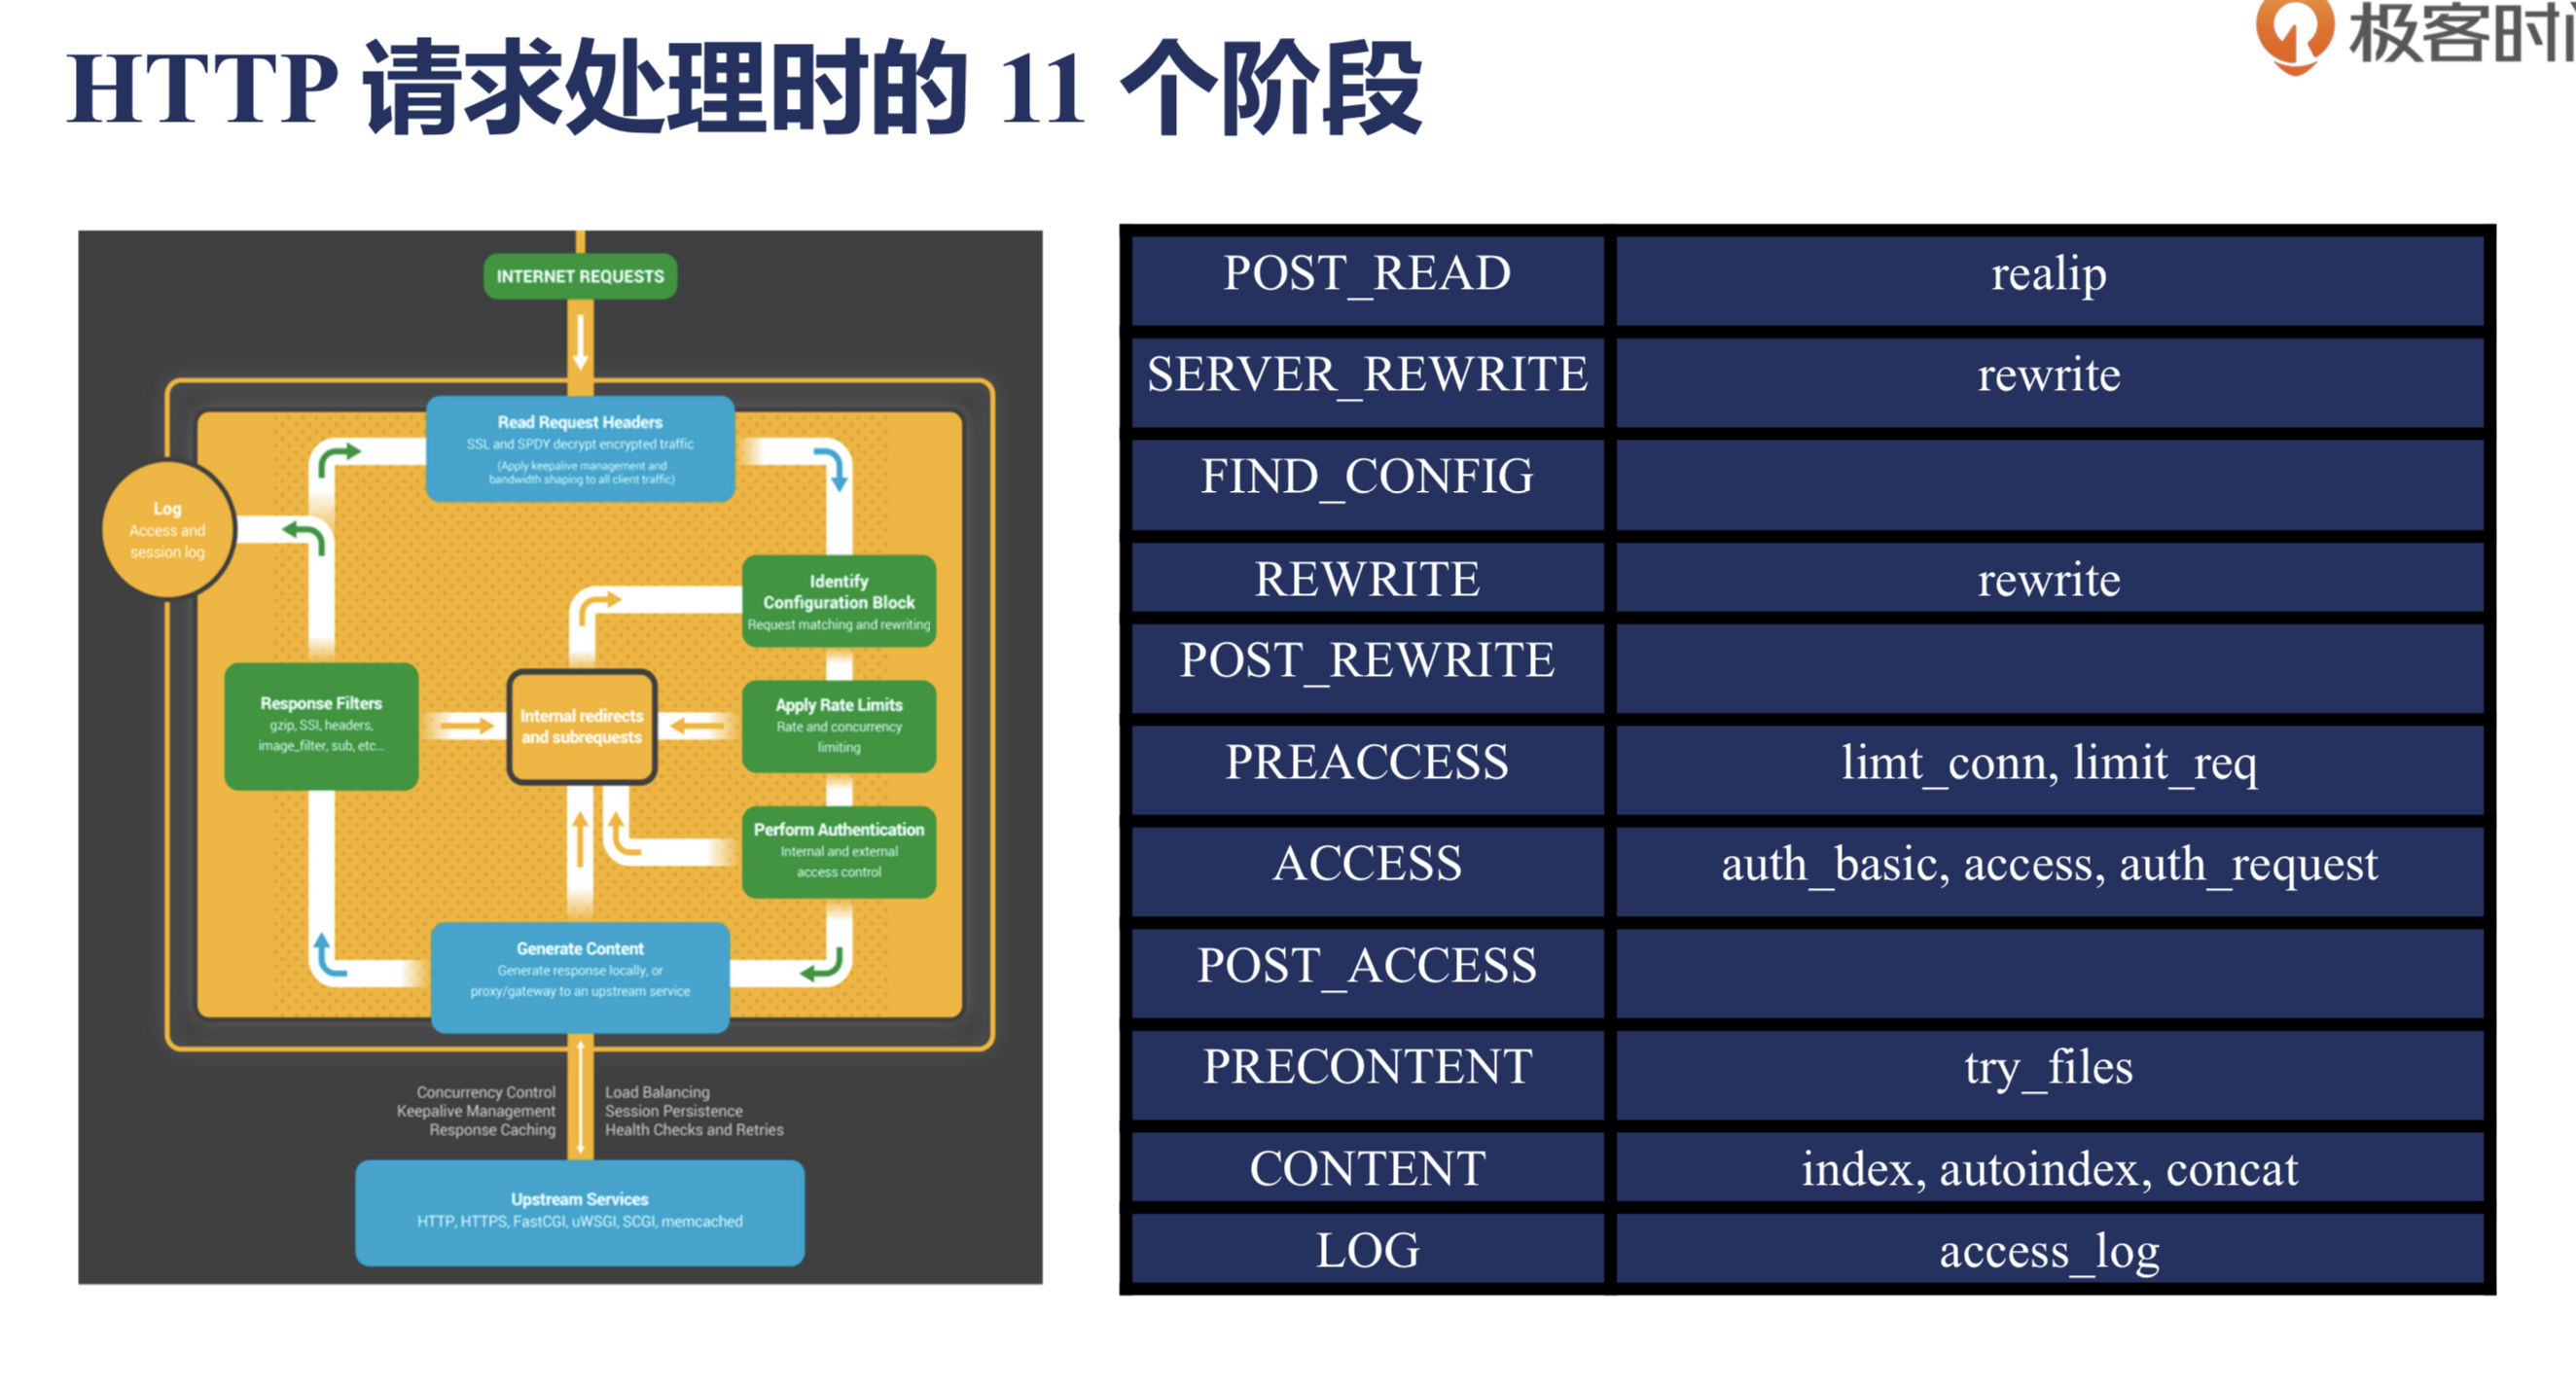 极客时间
HTTP 请求处理时的 11 个阶段
INTERNET REQUESTS
Read Request Headers
SSL and SPDY decrypt encrypted traffic
(Apply keepalive management and
bandwidth shaping to all client traffic)
Log
Access and
session log
Identify
Configuration Block
Request matching and rewriting
Response Filters
gzip, SSI, headers,
image_filter, sub, etc...
Internal redirects
and subrequests
Apply Rate Limits
Rate and concurrency
limiting
Perform Authentication
Internal and external
access control
Generate Content
Generate response locally, or
proxy/gateway to an upstream service
Concurrency Control
Keepalive Management
Response Caching
Load Balancing
Session Persistence
Health Checks and Retries
Upstream Services
HTTP, HTTPS, FastCGI, uWSGI, SCGI, memcached
POST_READ realip
SERVER_REWRITE rewrite
FIND_CONFIG
REWRITE rewrite
POST_REWRITE
PREACCESS limt_conn, limit_req
ACCESS auth_basic, access, auth_request
POST_ACCESS
PRECONTENT try_files
CONTENT index, autoindex, concat
LOG access_log